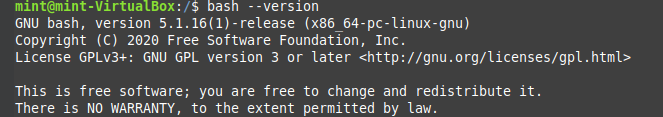 mint@mint-VirtualBox:/$ bash --version
GNU bash, version 5.1.16(1)-release (x86_64-pc-linux-gnu)
Copyright (C) 2020 Free Software Foundation, Inc.
License GPLv3+: GNU GPL version 3 or later <http://gnu.org/licenses/gpl.html>

This is free software; you are free to change and redistribute it.
There is NO WARRANTY, to the extent permitted by law.